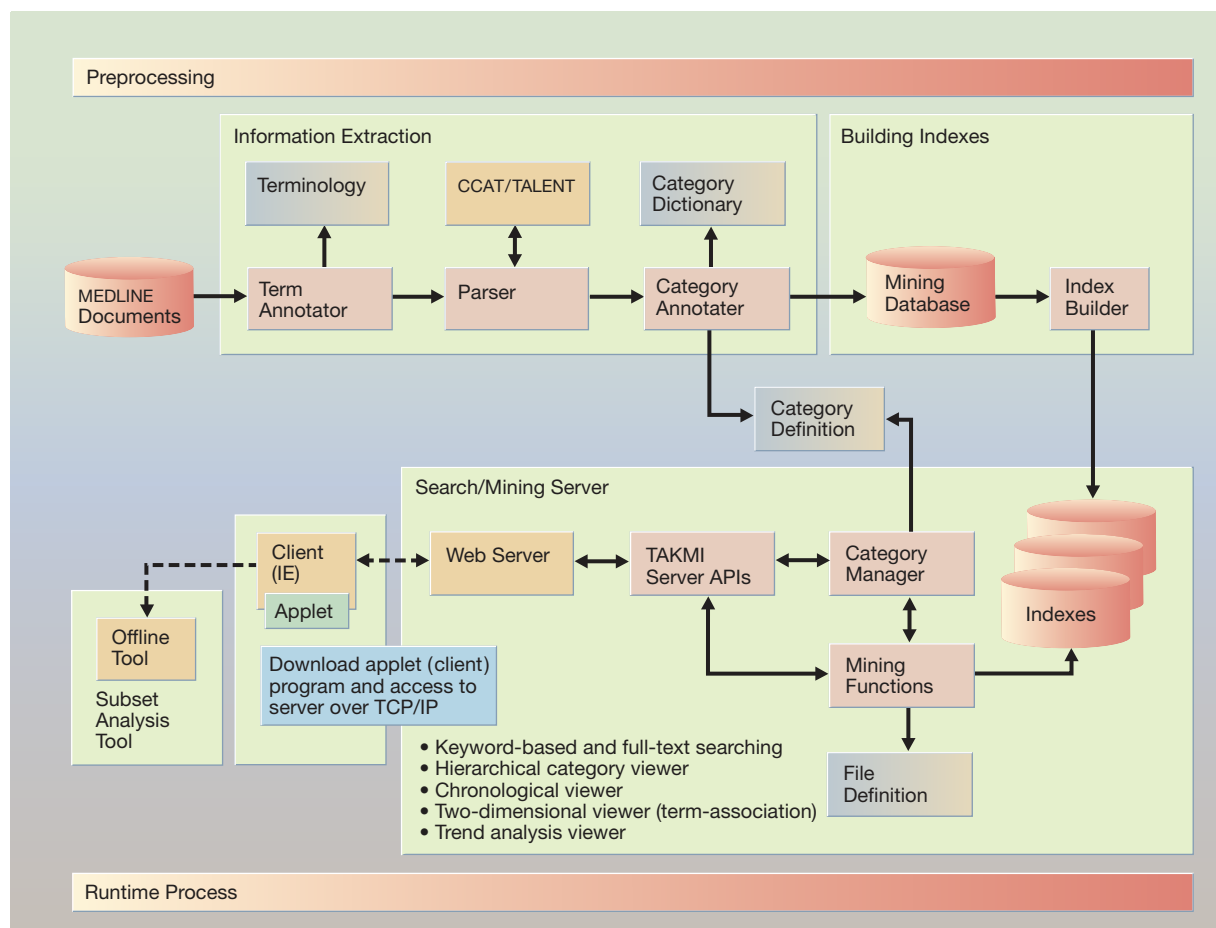 Preprocessing
Information Extraction
Building Indexes
Terminology
CCAT/TALENT
Category
Dictionary
MEDLINE
Documents
Term
Annotator
Parser
Category
Annotater
Mining
Database
Index
Builder
Category
Definition
Search/Mining Server
Client
(IE)
Applet
Web Server
TAKMI
Server APIs
Category
Manager
Indexes
Offline
Tool
Subset
Analysis
Tool
Download applet (client)
program and access to
server over TCP/IP
Mining
Functions
• Keyword-based and full-text searching
• Hierarchical category viewer
• Chronological viewer
• Two-dimensional viewer (term-association)
• Trend analysis viewer
File
Definition
Runtime Process